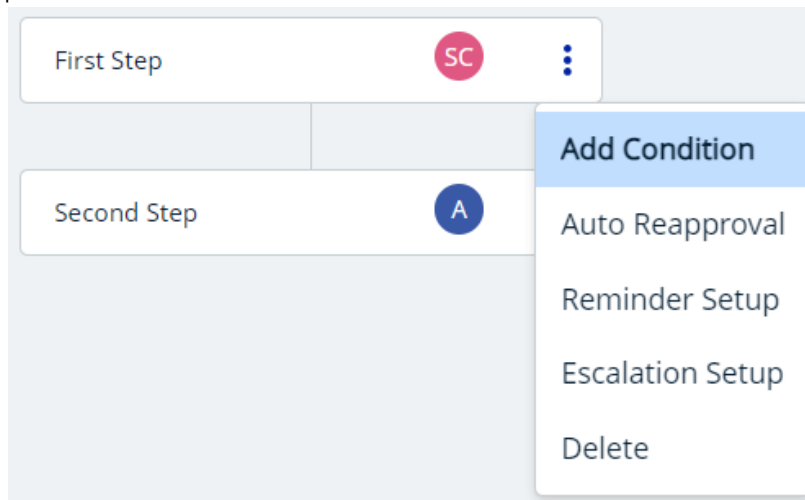 First Step
SC
Add Condition
Second Step
A
Auto Reapproval
Reminder Setup
Escalation Setup
Delete